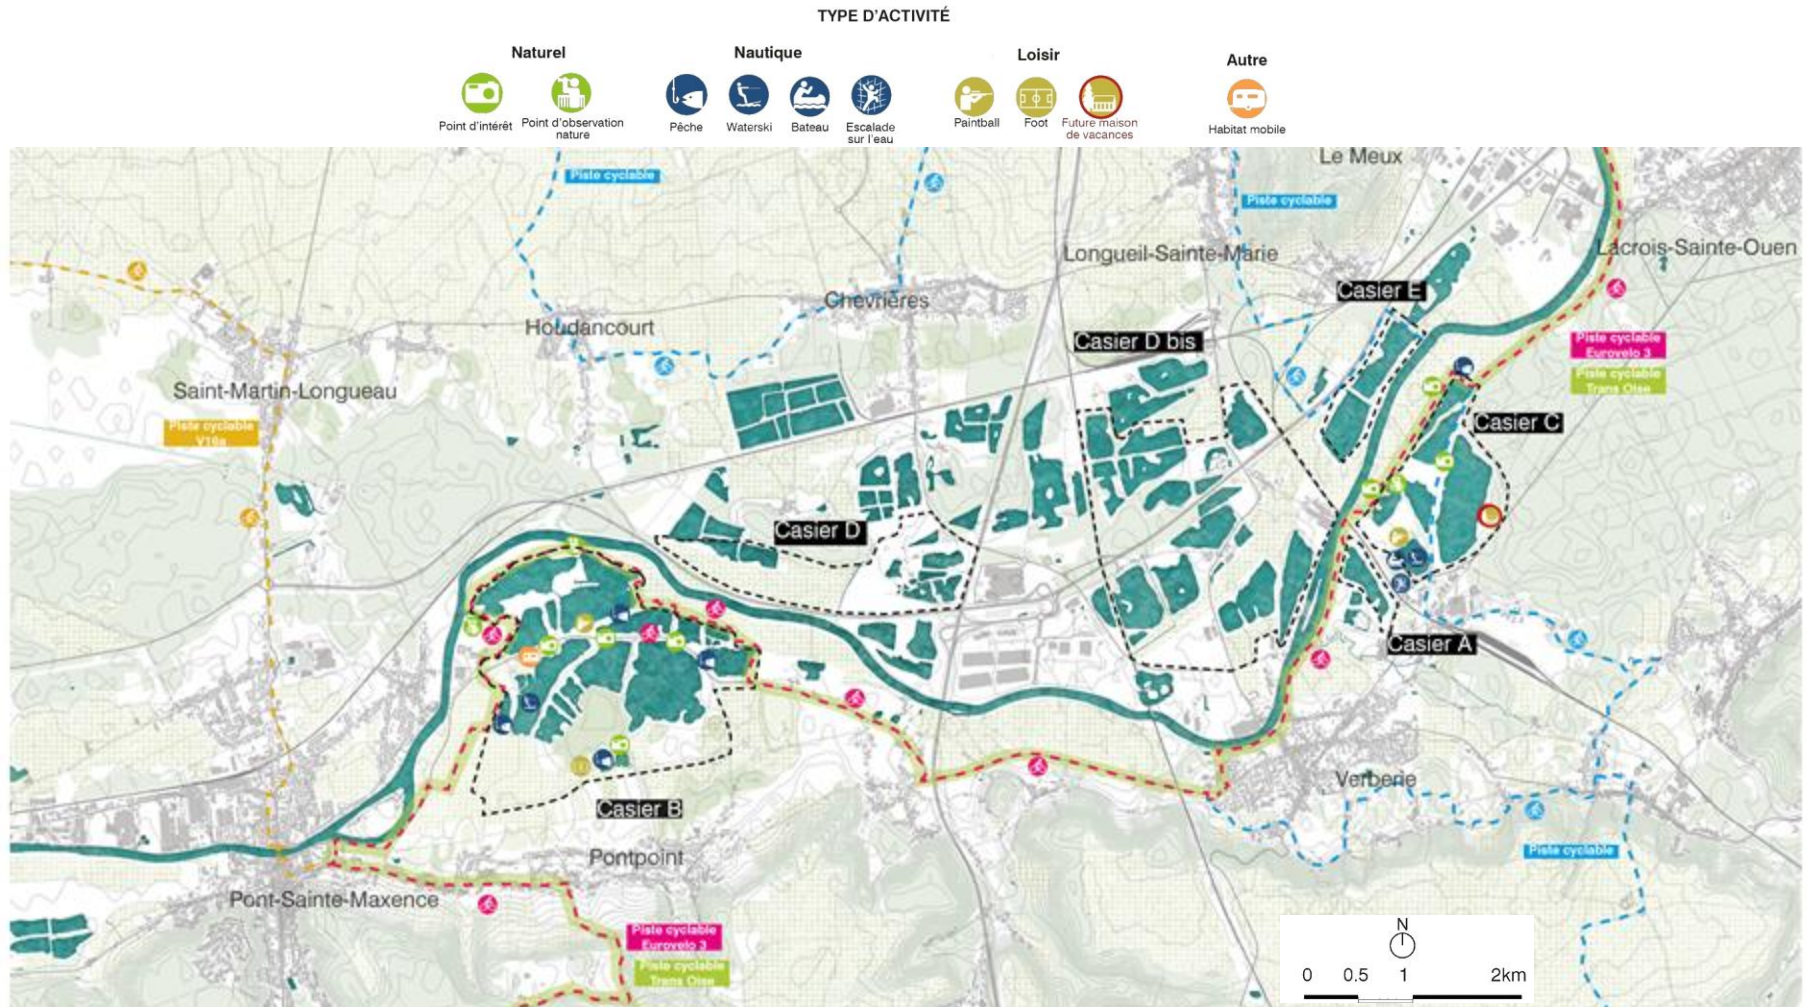 TYPE D'ACTIVITÉ
Naturel
Nautique
Loisir
Autre
Point d'intérêt
Point d'observation
nature
Pêche
Waterski
Bateau
Escalade
sur l'eau
Paintball
Foot
Future maison
de vacances
Habitat mobile
Le Meux
Piste cyclable
Piste cyclable
Longueil-Sainte-Marie
Lacrois-Sainte-Ouen
Casier E
Chevrières
Houdancourt
Casier D bis
Piste cyclable
Eurovelo 3
Piste cyclable
Trans Oise
Saint-Martin-Longueau
Piste cyclable
V16a
Casier C
Casier D
Casier A
Verberie
Casier B
Piste cyclable
Pontpoint
Pont-Sainte-Maxence
Piste cyclable
Eurovelo 3
Piste cyclable
Trans Oise
N
0 0.5 1 2km